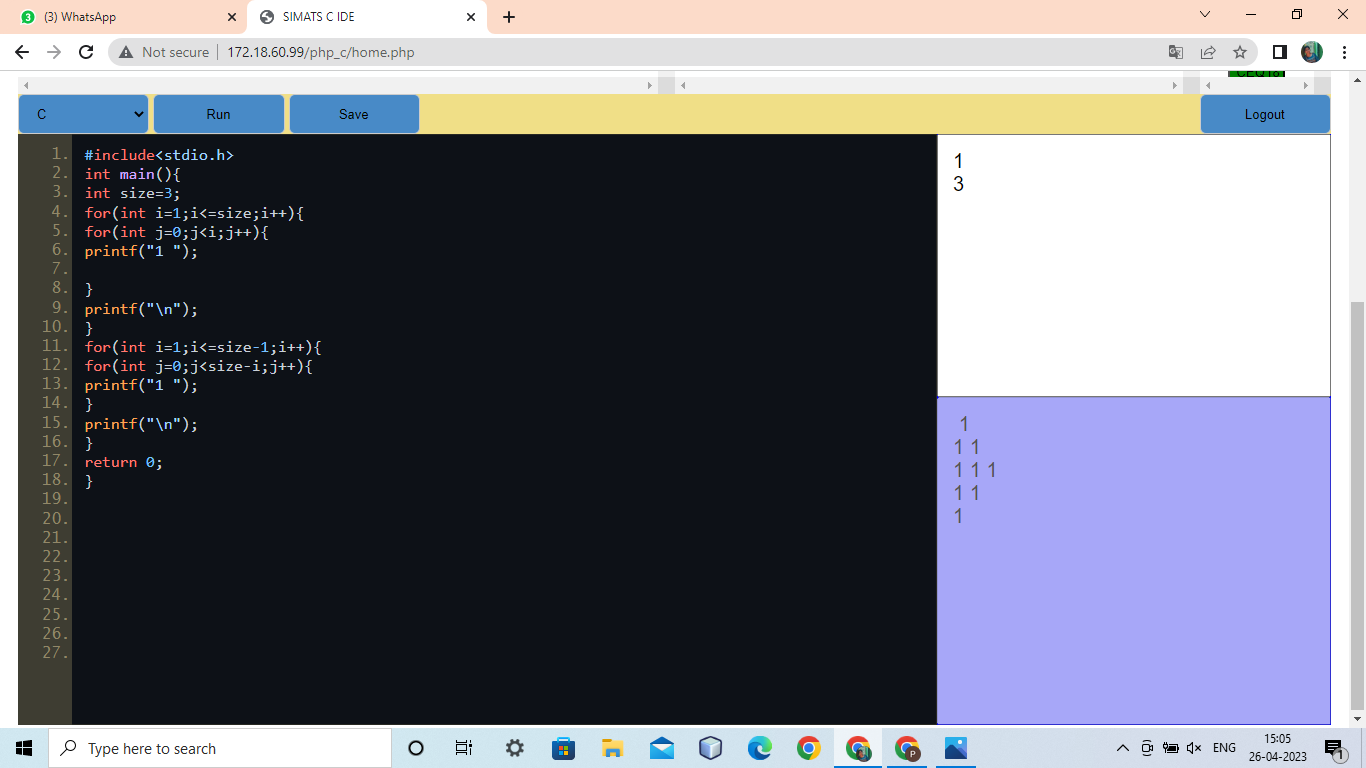 (3) WhatsApp
SIMATS C IDE
Not secure
172.18.60.99/php_c/home.php
C
Run
Save
Logout
1. #include<stdio.h>
2. int main(){
3. int size=3;
4. for(int i=1;i<=size;i++){
5. for(int j=0;j<i;j++){
6. printf("1 ");
7.
8. }
9. printf("\n");
10. }
11. for(int i=1;i<=size-1;i++){
12. for(int j=0;j<size-i;j++){
13. printf("1 ");
14. }
15. printf("\n");
16. }
17. return 0;
18. }
19.
20.
21.
22.
23.
24.
25.
26.
27.
1
3
1
1 1
1 1 1
1 1
1
Type here to search
P
ENG
15:05
26-04-2023
1